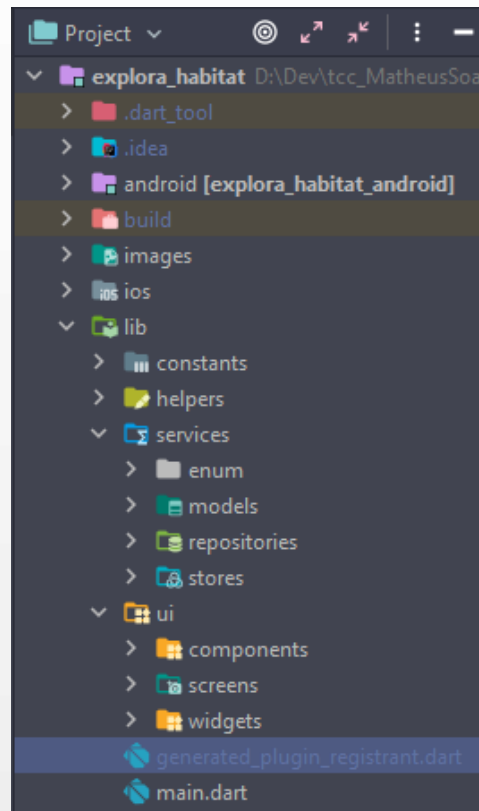 Project
explora_habitat D:\Dev\tcc_MatheusSoa
.dart_tool
.idea
android [explora_habitat_android]
build
images
ios
lib
constants
helpers
services
enum
models
repositories
stores
ui
components
screens
widgets
generated_plugin_registrant.dart
main.dart